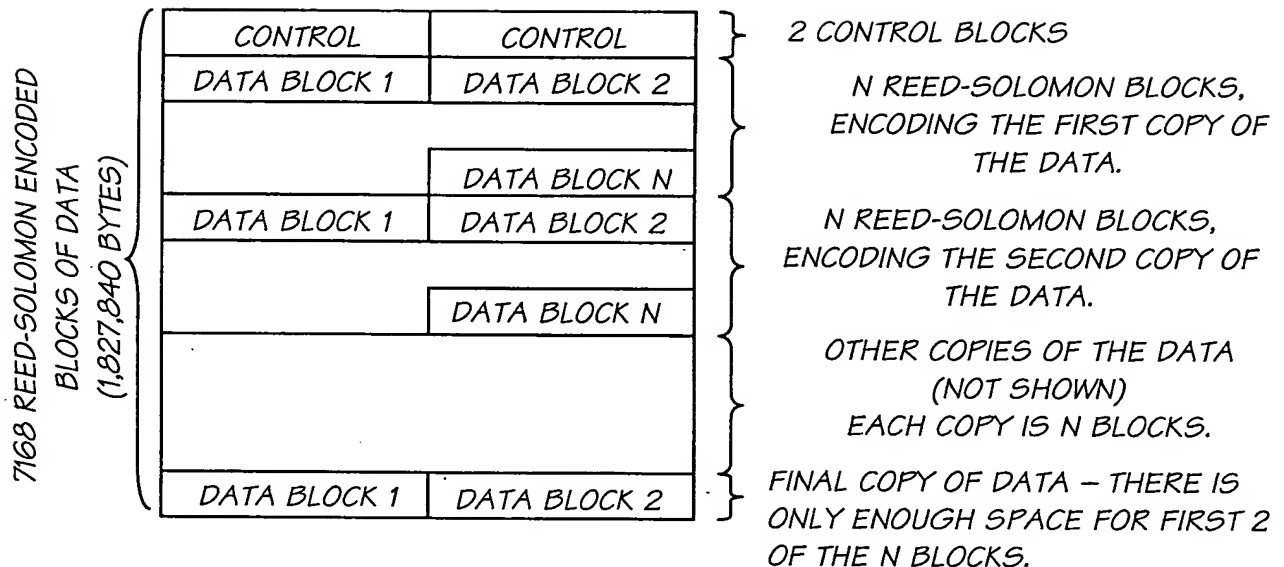 7168 REED-SOLOMON ENCODED
BLOCKS OF DATA
(1,827,840 BYTES)
CONTROL CONTROL
2 CONTROL BLOCKS
DATA BLOCK 1 DATA BLOCK 2
DATA BLOCK N
N REED-SOLOMON BLOCKS,
ENCODING THE FIRST COPY OF
THE DATA.
DATA BLOCK 1 DATA BLOCK 2
DATA BLOCK N
N REED-SOLOMON BLOCKS,
ENCODING THE SECOND COPY OF
THE DATA.
OTHER COPIES OF THE DATA
(NOT SHOWN)
EACH COPY IS N BLOCKS.
DATA BLOCK 1 DATA BLOCK 2
FINAL COPY OF DATA – THERE IS
ONLY ENOUGH SPACE FOR FIRST 2
OF THE N BLOCKS.